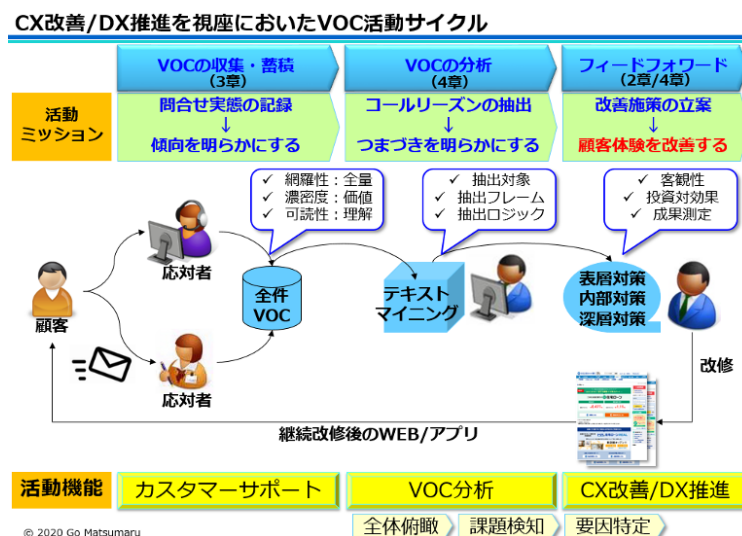 CX改善/DX推進を視座においたVOC活動サイクル
VOCの収集・蓄積
(3章)
VOCの分析
(4章)
フィードフォワード
(2章/4章)
活動
ミッション
問合せ実態の記録
↓
傾向を明らかにする
コールリーズンの抽出
↓
つまづきを明らかにする
改善施策の立案
↓
顧客体験を改善する
✓ 網羅性：全量
✓ 濃密度：価値
✓ 可読性：理解
✓ 抽出対象
✓ 抽出フレーム
✓ 抽出ロジック
✓ 客観性
✓ 投資対効果
✓ 成果測定
応対者
顧客
全件
VOC
テキスト
マイニング
表層対策
内部対策
深層対策
応対者
改修
継続改修後のWEB/アプリ
活動機能
カスタマーサポート
VOC分析
CX改善/DX推進
全体俯瞰
課題検知
要因特定
© 2020 Go Matsumaru